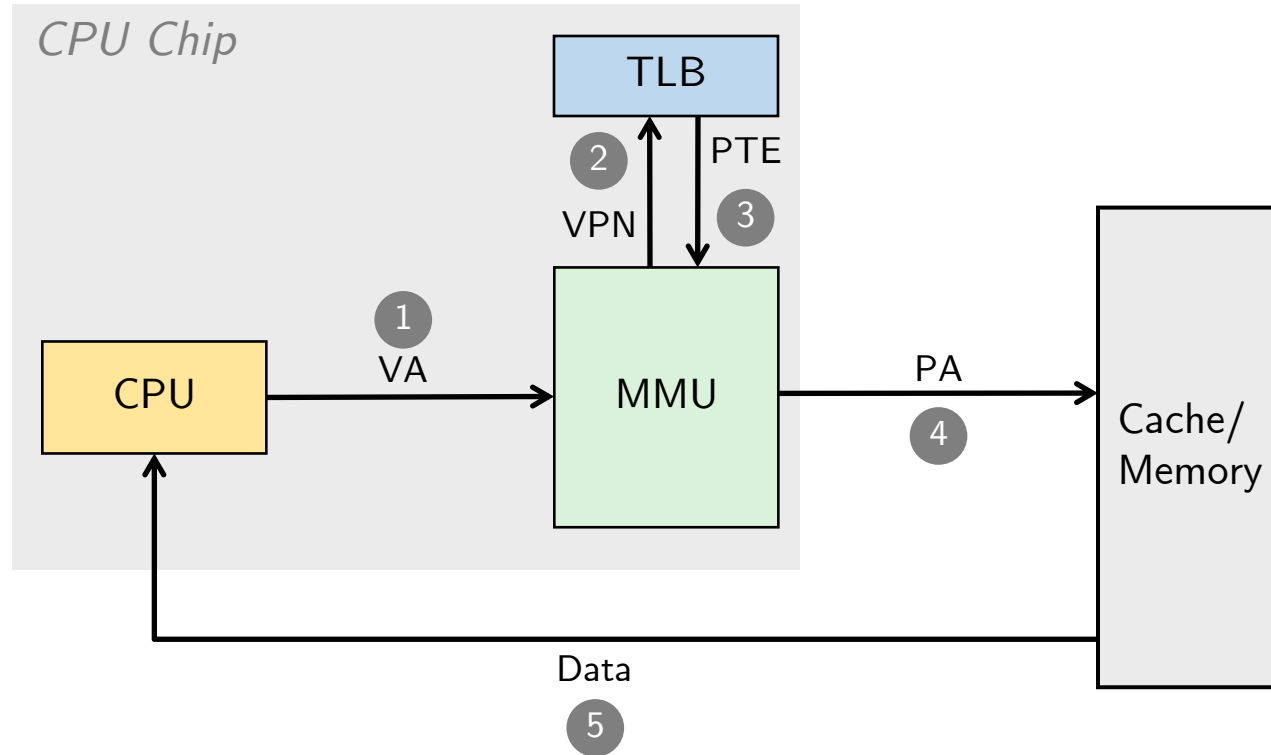 CPU Chip
TLB
2
PTE
VPN
3
1
VA
CPU
MMU
PA
4
Cache/
Memory
Data
5